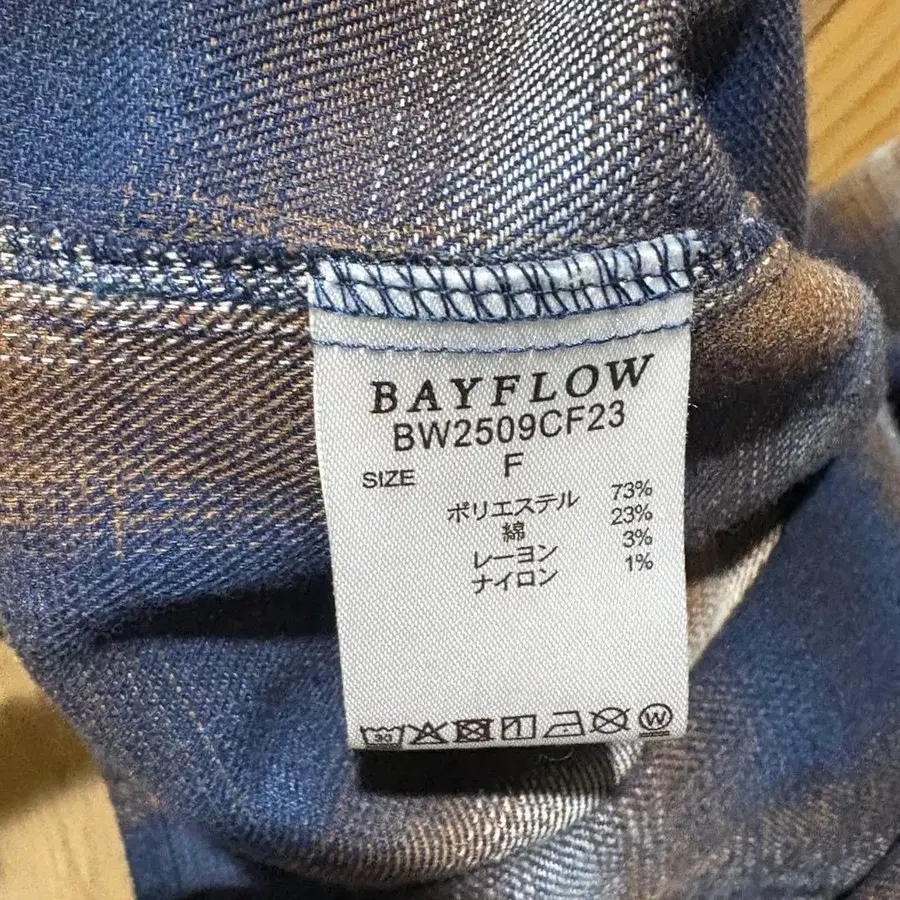 BAYFLOW
BW2509CF23
SIZE F
ポリエステル 73%
綿 23%
レーヨン 3%
ナイロン 1%
30 W